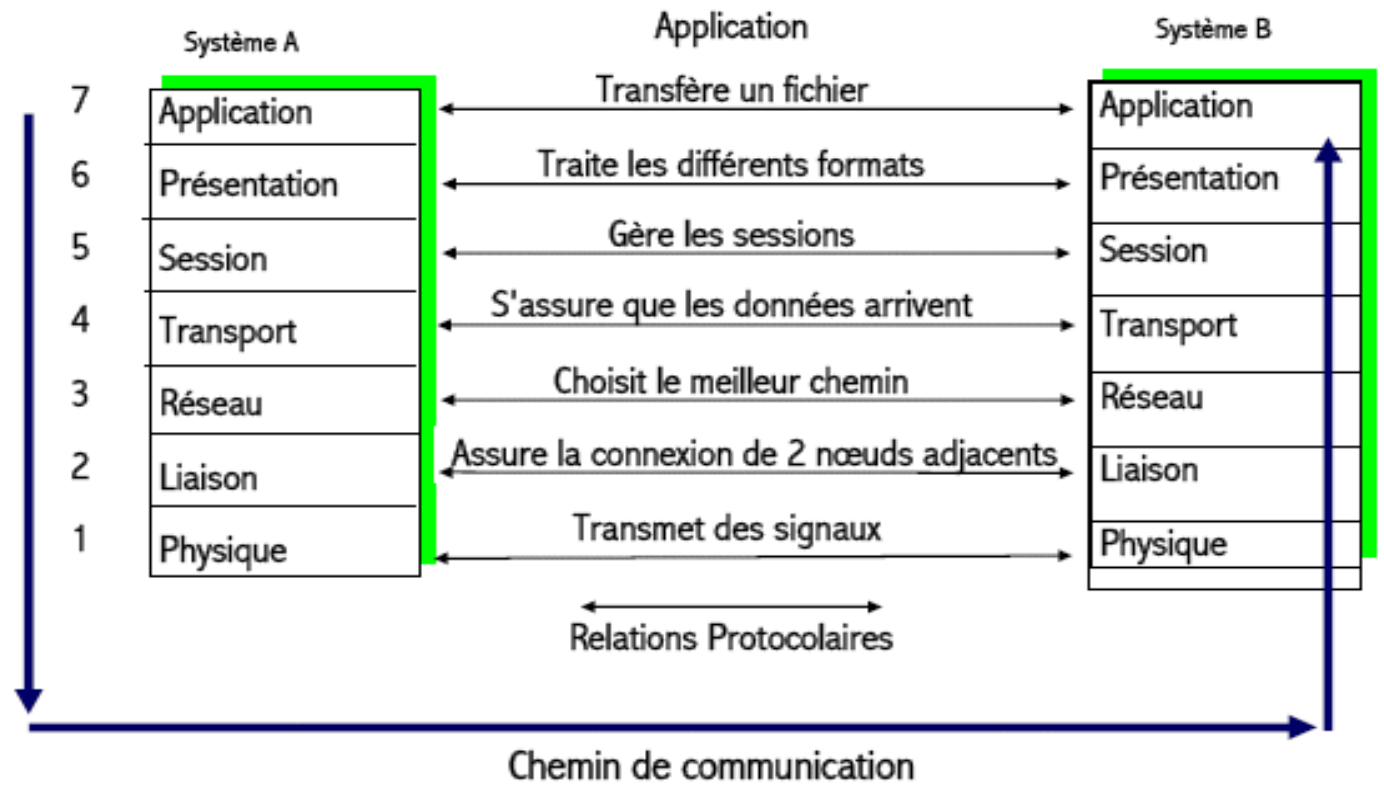 Système A
Application
Système B
7
Application
Transfère un fichier
Application
6
Présentation
Traite les différents formats
Présentation
5
Session
Gère les sessions
Session
4
Transport
S'assure que les données arrivent
Transport
3
Réseau
Choisit le meilleur chemin
Réseau
2
Liaison
Assure la connexion de 2 nœuds adjacents
Liaison
1
Physique
Transmet des signaux
Physique
Relations Protocolaires
Chemin de communication